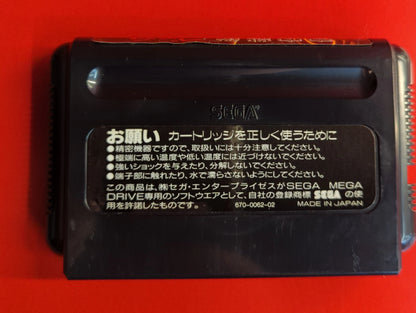 SEGA
お願い カートリッジを正しく使うために
●精密機器ですので、取扱いには十分注意してください。
●極端に高い温度や低い温度には近づけないでください。
●強いショックを与えたり、分解しないでください。
●端子部に触れたり、水で濡らさないようにしてください。
この商品は、㈱セガ・エンタープライゼスがSEGA MEGA
DRIVE専用のソフトウエアとして、自社の登録商標 SEGA の使
用を許諾したものです。 670-0062-02 MADE IN JAPAN